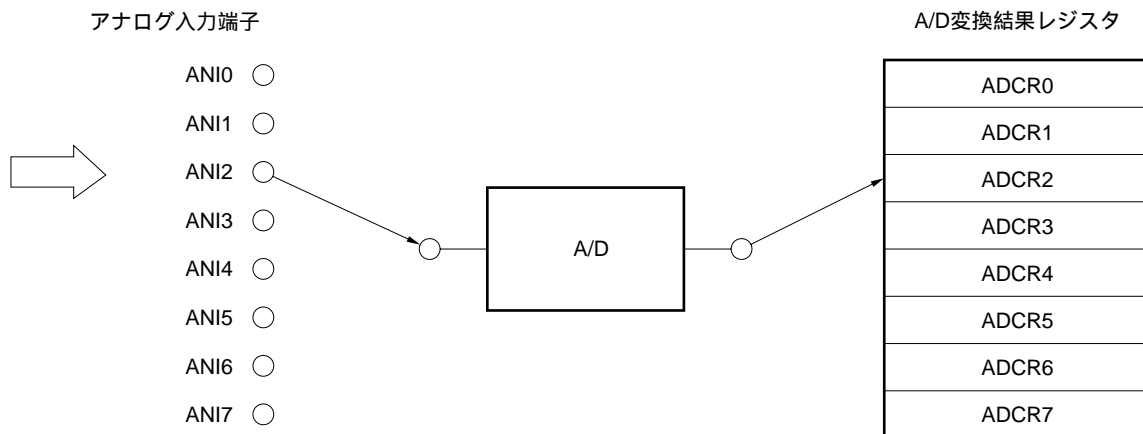 アナログ入力端子
A/D変換結果レジスタ
ANI0
ANI1
ANI2
ANI3
ANI4
ANI5
ANI6
ANI7
A/D
ADCR0
ADCR1
ADCR2
ADCR3
ADCR4
ADCR5
ADCR6
ADCR7